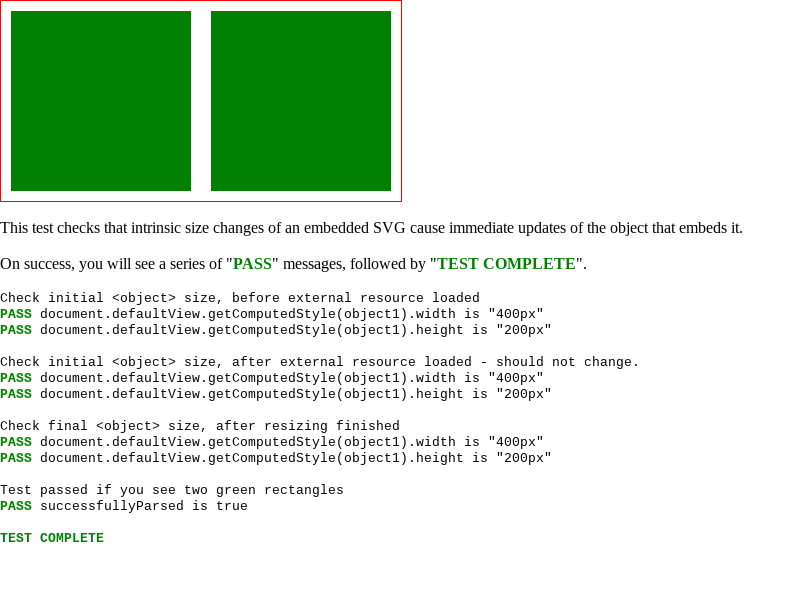 This test checks that intrinsic size changes of an embedded SVG cause immediate updates of the object that embeds it.
On success, you will see a series of "PASS" messages, followed by "TEST COMPLETE".
Check initial <object> size, before external resource loaded
PASS document.defaultView.getComputedStyle(object1).width is "400px"
PASS document.defaultView.getComputedStyle(object1).height is "200px"
Check initial <object> size, after external resource loaded - should not change.
PASS document.defaultView.getComputedStyle(object1).width is "400px"
PASS document.defaultView.getComputedStyle(object1).height is "200px"
Check final <object> size, after resizing finished
PASS document.defaultView.getComputedStyle(object1).width is "400px"
PASS document.defaultView.getComputedStyle(object1).height is "200px"
Test passed if you see two green rectangles
PASS successfullyParsed is true
TEST COMPLETE